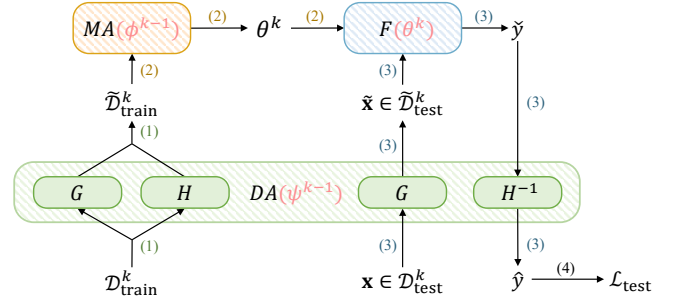 MA(ϕ^{k−1}) (2) θ^k (2) F(θ^k) (3) y̌
(2) (3) (3)
𝒟̃^k_train x̃ ∈ 𝒟̃^k_test
(1) (3)
G H DA(ψ^{k−1}) G H^{−1}
(1) (3) (3)
𝒟^k_train x ∈ 𝒟^k_test ŷ (4) ℒ_test